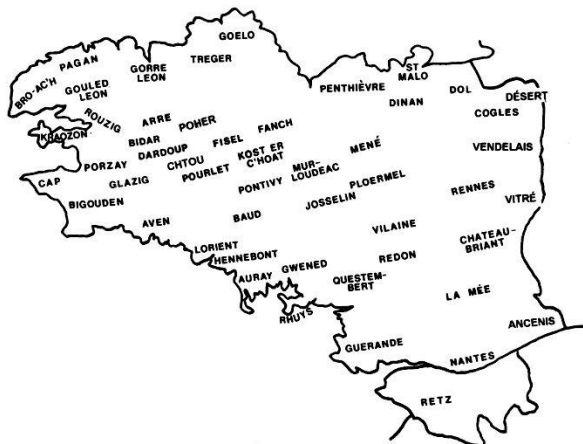 GOELO
PAGAN
TREGER
GORRE
LEON
BRO-AC'H
GOULED
LEON
ROUZIG
ST
MALO
PENTHIÈVRE
DINAN
DOL
DÉSERT
COGLES
ARRE
POHER
FANCH
FISEL
KRAOZON
BIDAR
DARDOUP
MENÉ
VENDELAIS
PORZAY
CHTOU
POURLET
KOST ER
C'HOAT
MUR-
LOUDEAC
CAP
GLAZIG
PONTIVY
PLOERMEL
RENNES
VITRÉ
BIGOUDEN
JOSSELIN
AVEN
BAUD
VILAINE
CHATEAU-
BRIANT
LORIENT
HENNEBONT
REDON
AURAY
GWENED
QUESTEM-
BERT
LA MÉE
RHUYS
ANCENIS
GUERANDE
NANTES
RETZ